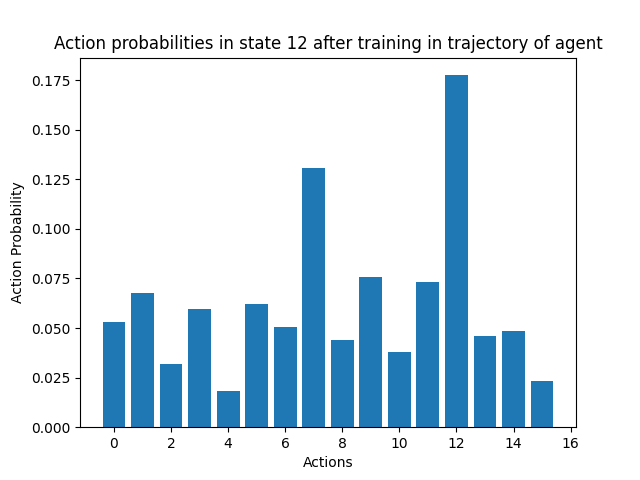 Action probabilities in state 12 after training in trajectory of agent
0.175
0.150
0.125
0.100
0.075
0.050
0.025
0.000
Action Probability
0 2 4 6 8 10 12 14 16
Actions